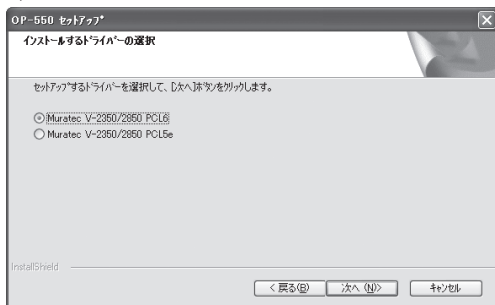 OP-550 ｾｯﾄｱｯﾌﾟ
ｲﾝｽﾄｰﾙするﾄﾞﾗｲﾊﾞｰの選択
ｾｯﾄｱｯﾌﾟするﾄﾞﾗｲﾊﾞｰを選択して、[次へ]ﾎﾞﾀﾝをｸﾘｯｸします。
Muratec V-2350/2850 PCL6
Muratec V-2350/2850 PCL5e
InstallShield
< 戻る(B)
次へ (N)>
ｷｬﾝｾﾙ